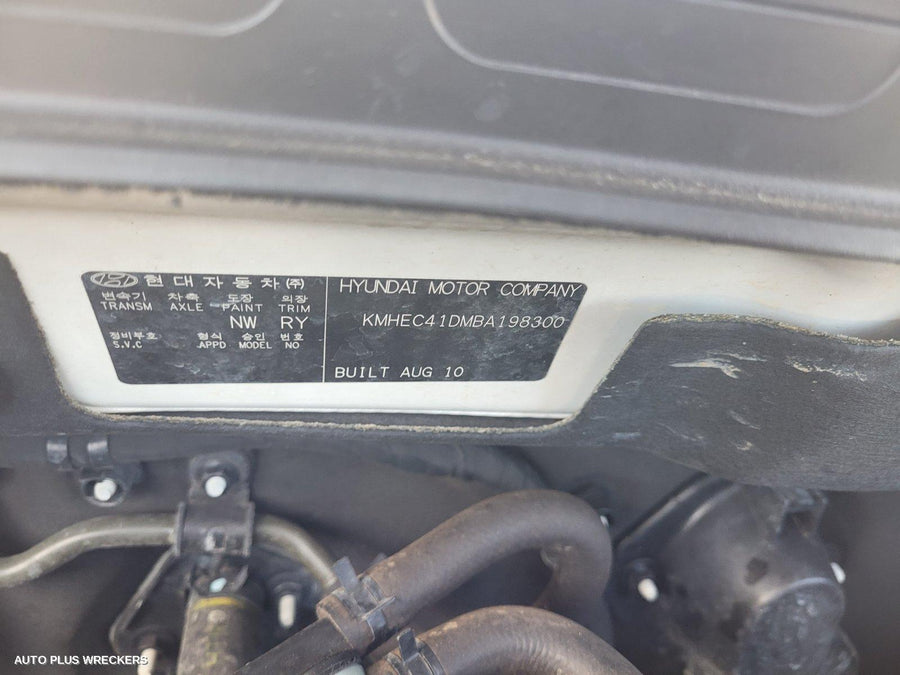 현대자동차(주)
변속기 차축 도장 의장
TRANSM AXLE PAINT TRIM
NW RY
정비부호 형식 승인 번호
S.V.C APPD MODEL NO
HYUNDAI MOTOR COMPANY
KMHEC41DMBA198300
BUILT AUG 10
AUTO PLUS WRECKERS